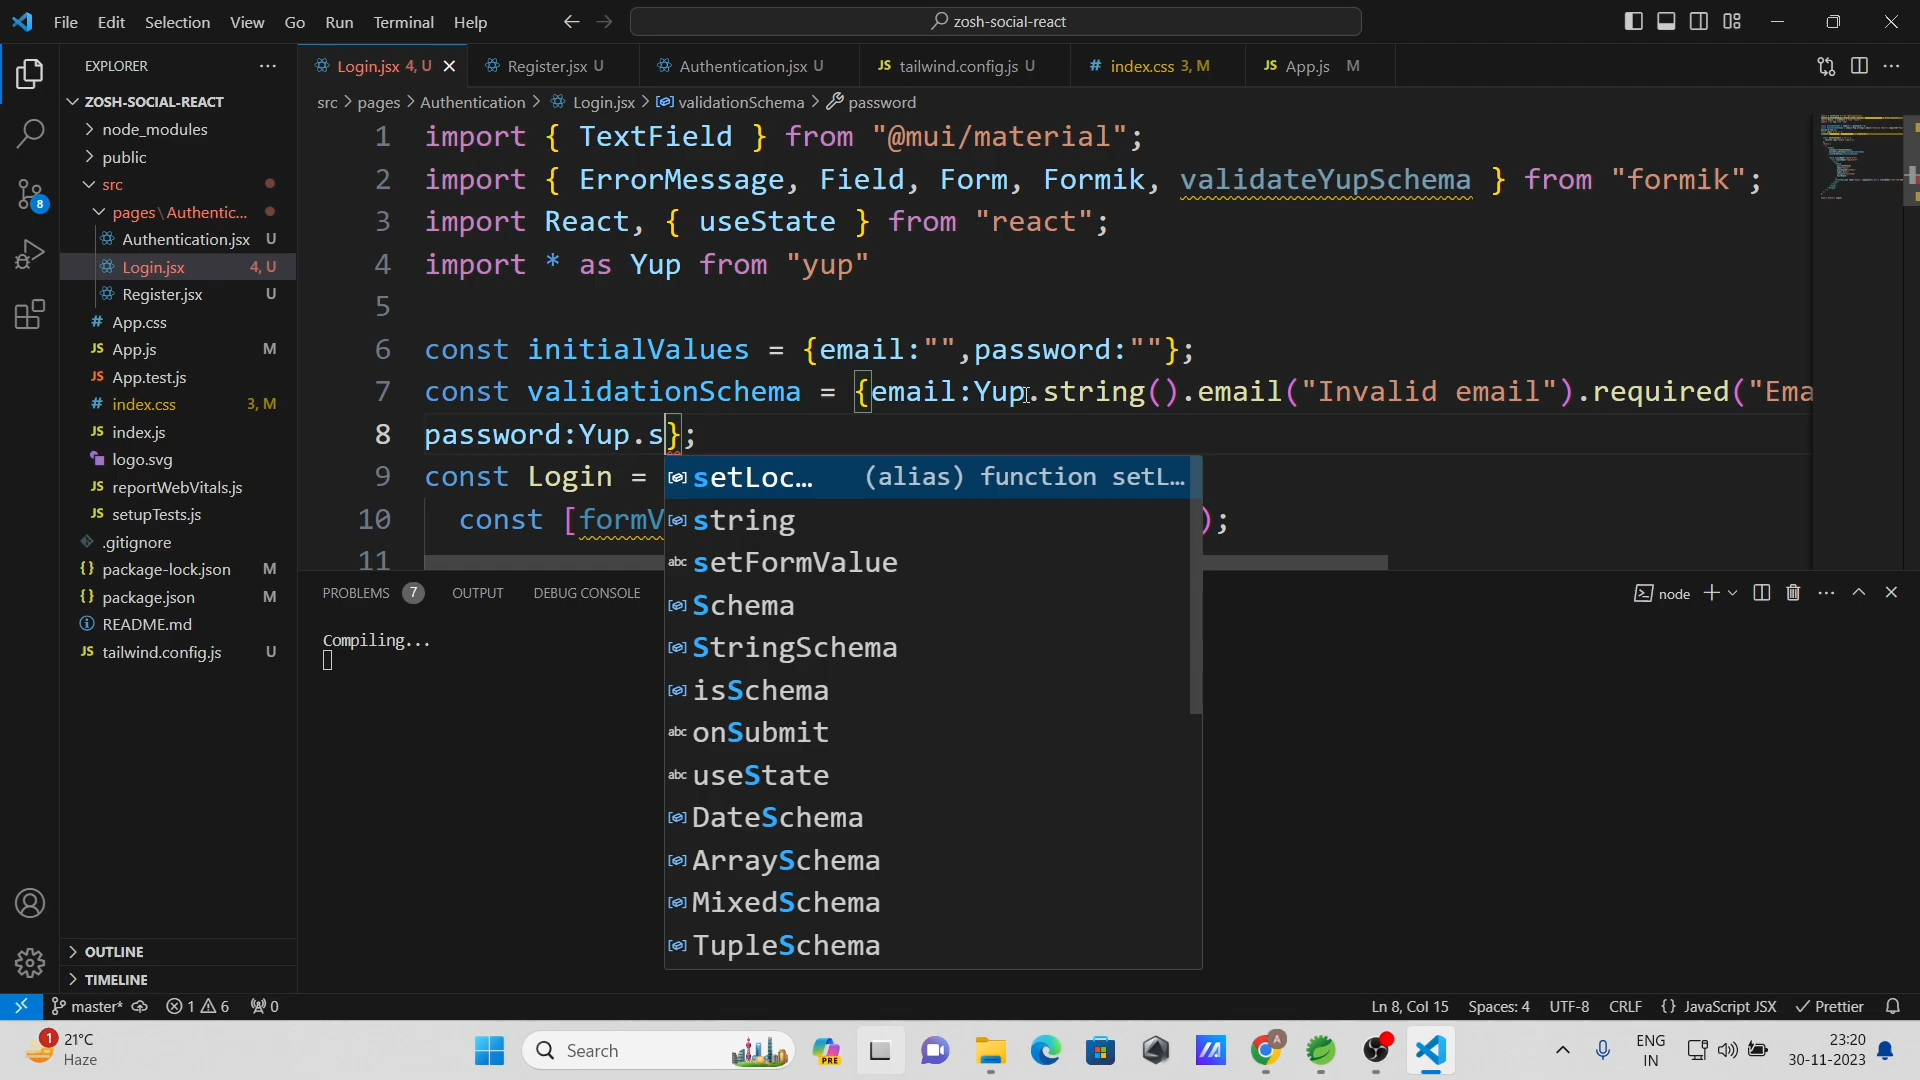 File Edit Selection View Go Run Terminal Help
zosh-social-react
EXPLORER
ZOSH-SOCIAL-REACT
node_modules
public
src
pages\Authentic...
Authentication.jsx U
Login.jsx 4, U
Register.jsx U
App.css
App.js M
App.test.js
index.css 3, M
index.js
logo.svg
reportWebVitals.js
setupTests.js
.gitignore
package-lock.json M
package.json M
README.md
tailwind.config.js U
OUTLINE
TIMELINE
Login.jsx 4, U Register.jsx U Authentication.jsx U JS tailwind.config.js U # index.css 3, M JS App.js M
src > pages > Authentication > Login.jsx > validationSchema > password
1 import { TextField } from "@mui/material";
2 import { ErrorMessage, Field, Form, Formik, validateYupSchema } from "formik";
3 import React, { useState } from "react";
4 import * as Yup from "yup"
5
6 const initialValues = {email:"",password:""};
7 const validationSchema = {email:Yup.string().email("Invalid email").required("Ema
8 password:Yup.s};
9 const Login =
10 const [formV );
11
setLoc... (alias) function setL...
string
setFormValue
Schema
StringSchema
isSchema
onSubmit
useState
DateSchema
ArraySchema
MixedSchema
TupleSchema
PROBLEMS 7 OUTPUT DEBUG CONSOLE
node
Compiling...
8
master* 1 6 0
Ln 8, Col 15 Spaces: 4 UTF-8 CRLF {} JavaScript JSX Prettier
1 21°C
Haze
Search
PRE
A
ENG
IN
23:20
30-11-2023